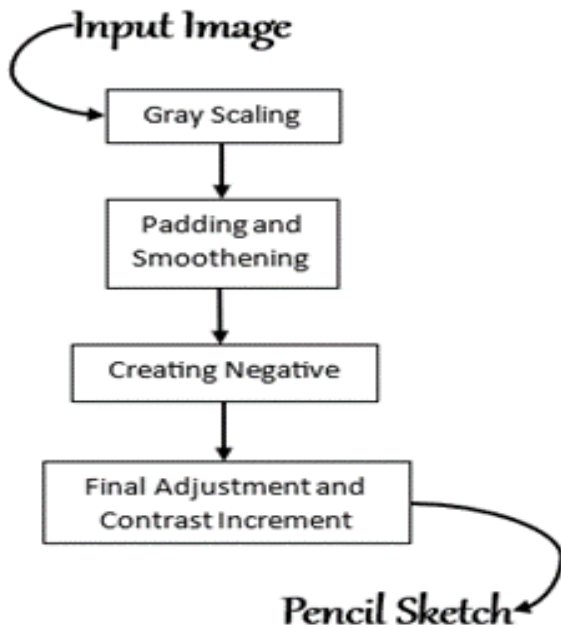 Input Image
Gray Scaling
Padding and
Smoothening
Creating Negative
Final Adjustment and
Contrast Increment
Pencil Sketch